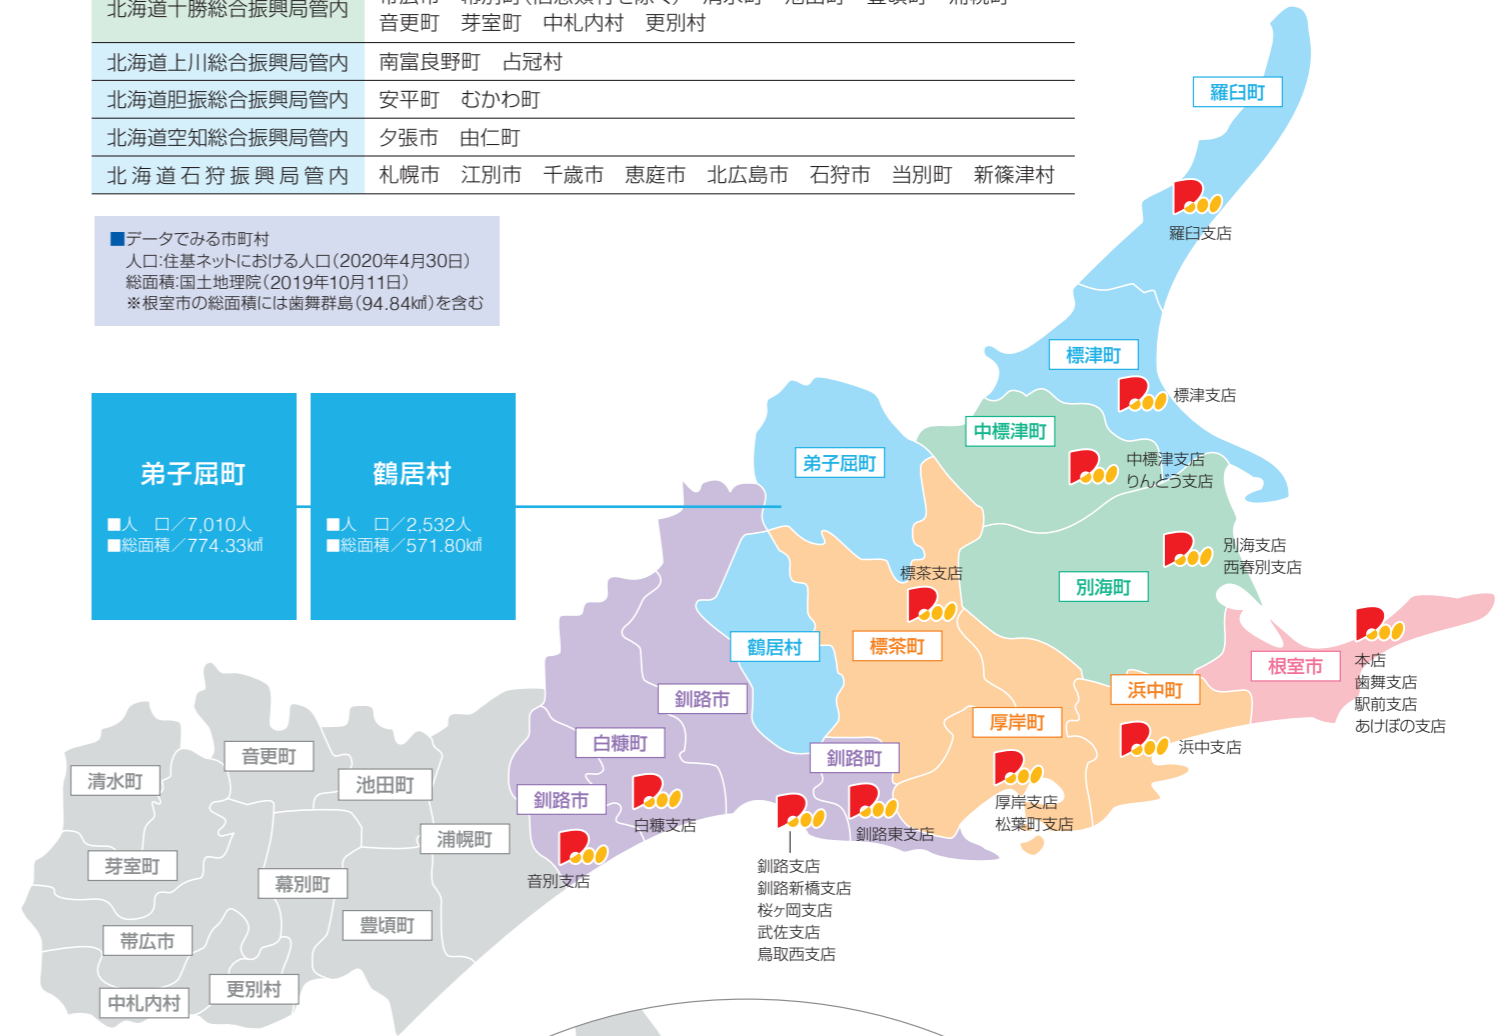 北海道十勝総合振興局管内
音更町 芽室町 中札内村 更別村
北海道上川総合振興局管内 南富良野町 占冠村
北海道胆振総合振興局管内 安平町 むかわ町
北海道空知総合振興局管内 夕張市 由仁町
北海道石狩振興局管内 札幌市 江別市 千歳市 恵庭市 北広島市 石狩市 当別町 新篠津村
■データでみる市町村
人口:住基ネットにおける人口(2020年4月30日)
総面積:国土地理院(2019年10月11日)
※根室市の総面積には歯舞群島(94.84㎢)を含む
弟子屈町
■人 口／7,010人
■総面積／774.33㎢
鶴居村
■人 口／2,532人
■総面積／571.80㎢
羅臼町
羅臼支店
標津町
標津支店
中標津町
中標津支店
りんどう支店
弟子屈町
別海支店
西春別支店
別海町
標茶支店
標茶町
鶴居村
根室市
本店
歯舞支店
駅前支店
あけぼの支店
浜中町
浜中支店
厚岸町
厚岸支店
松葉町支店
釧路市
白糠町
白糠支店
釧路町
釧路東支店
釧路市
音別支店
釧路支店
釧路新橋支店
桜ヶ岡支店
武佐支店
鳥取西支店
音更町
清水町
池田町
浦幌町
芽室町
幕別町
豊頃町
帯広市
更別村
中札内村